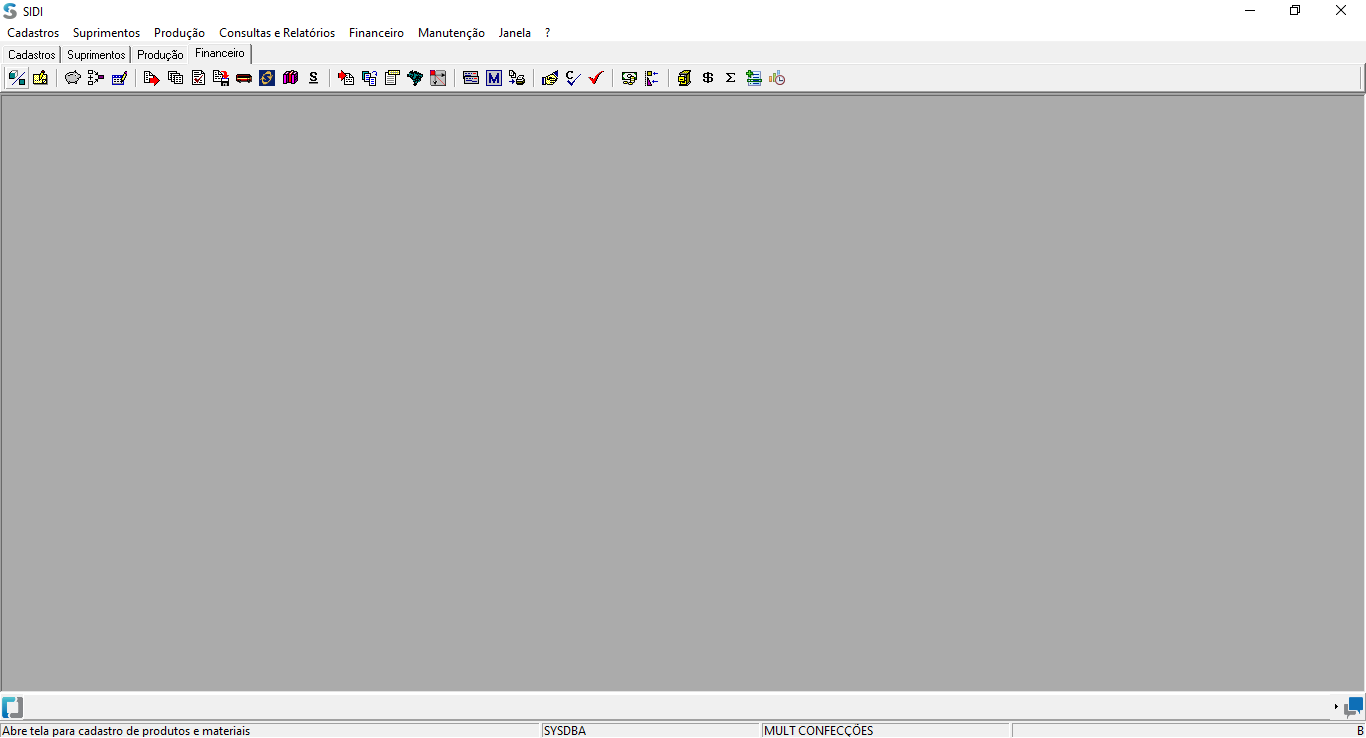 SIDI
Cadastros Suprimentos Produção Consultas e Relatórios Financeiro Manutenção Janela ?
Cadastros Suprimentos Produção Financeiro
S M C $ Σ
Abre tela para cadastro de produtos e materiais SYSDBA MULT CONFECÇÕES B